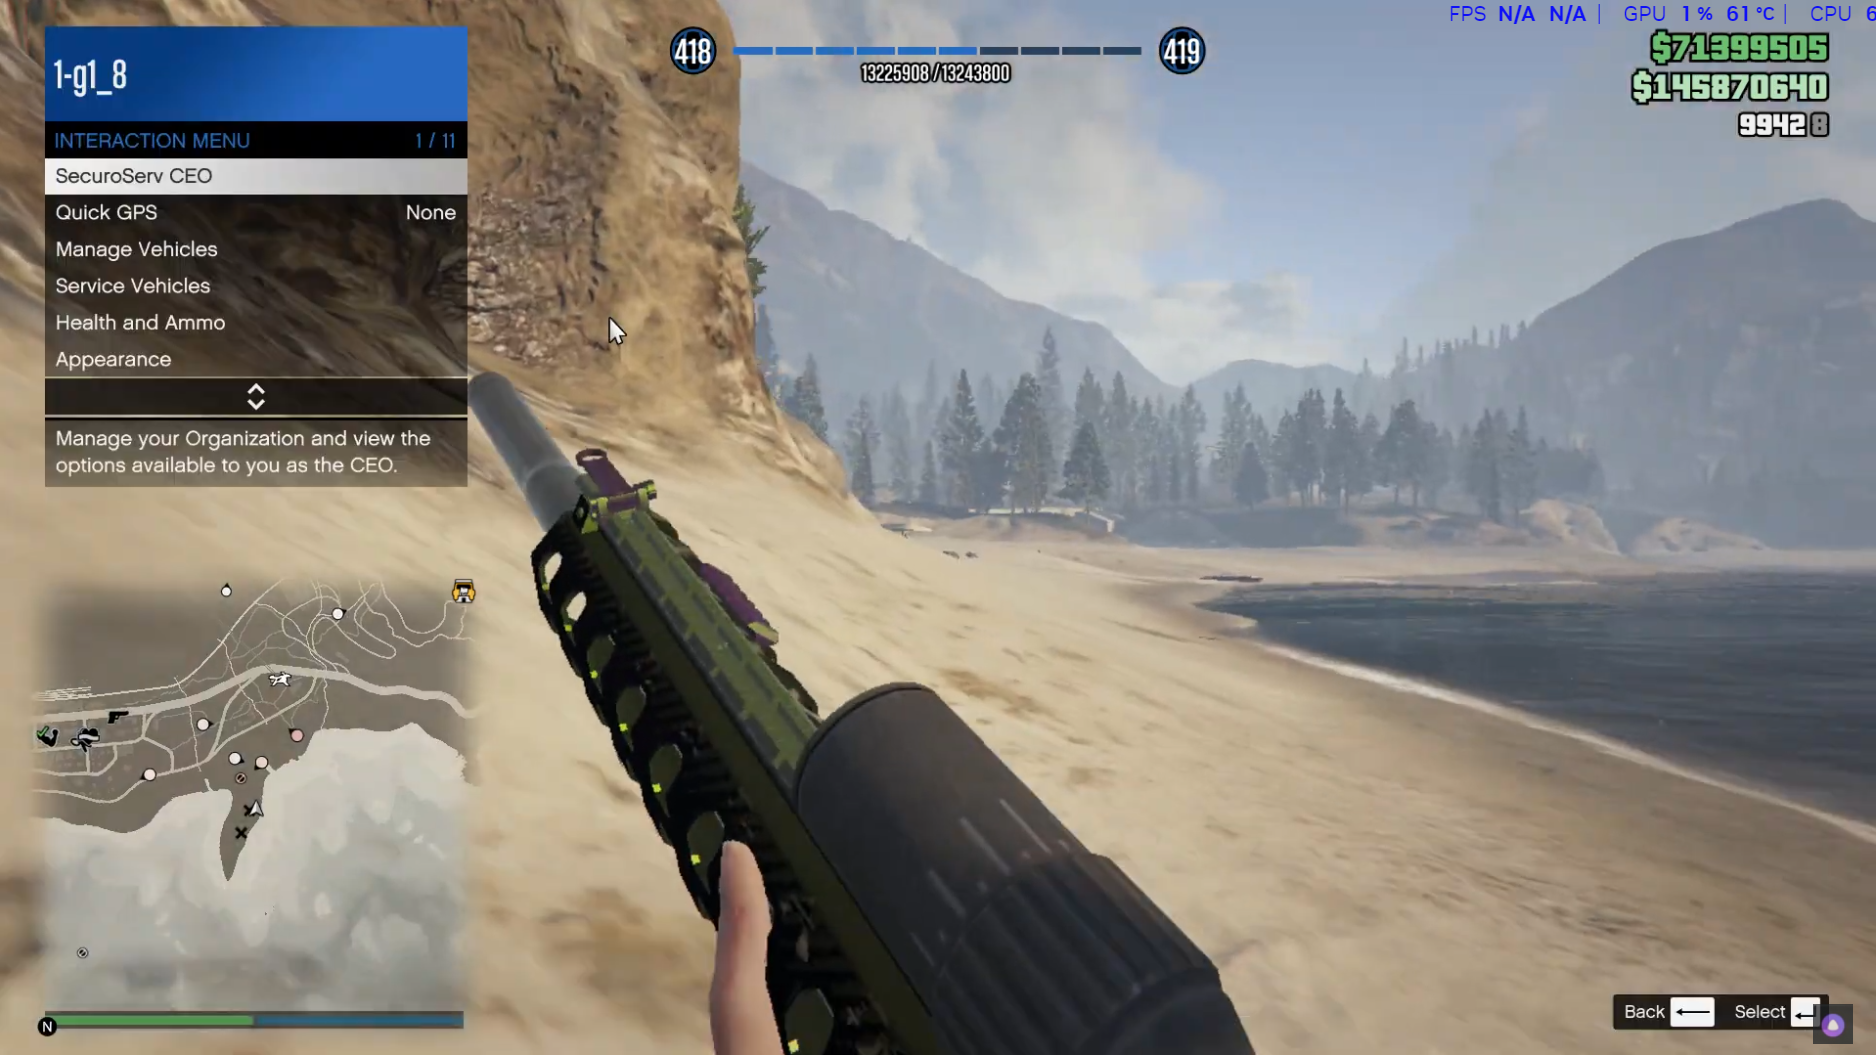 FPS N/A N/A | GPU 1 % 61 °C | CPU 6
1-g1_8
418
419
13225908/13243800
$71399505
$145870640
9942 8
INTERACTION MENU 1 / 11
SecuroServ CEO
Quick GPS None
Manage Vehicles
Service Vehicles
Health and Ammo
Appearance
Manage your Organization and view the
options available to you as the CEO.
N
Back Select